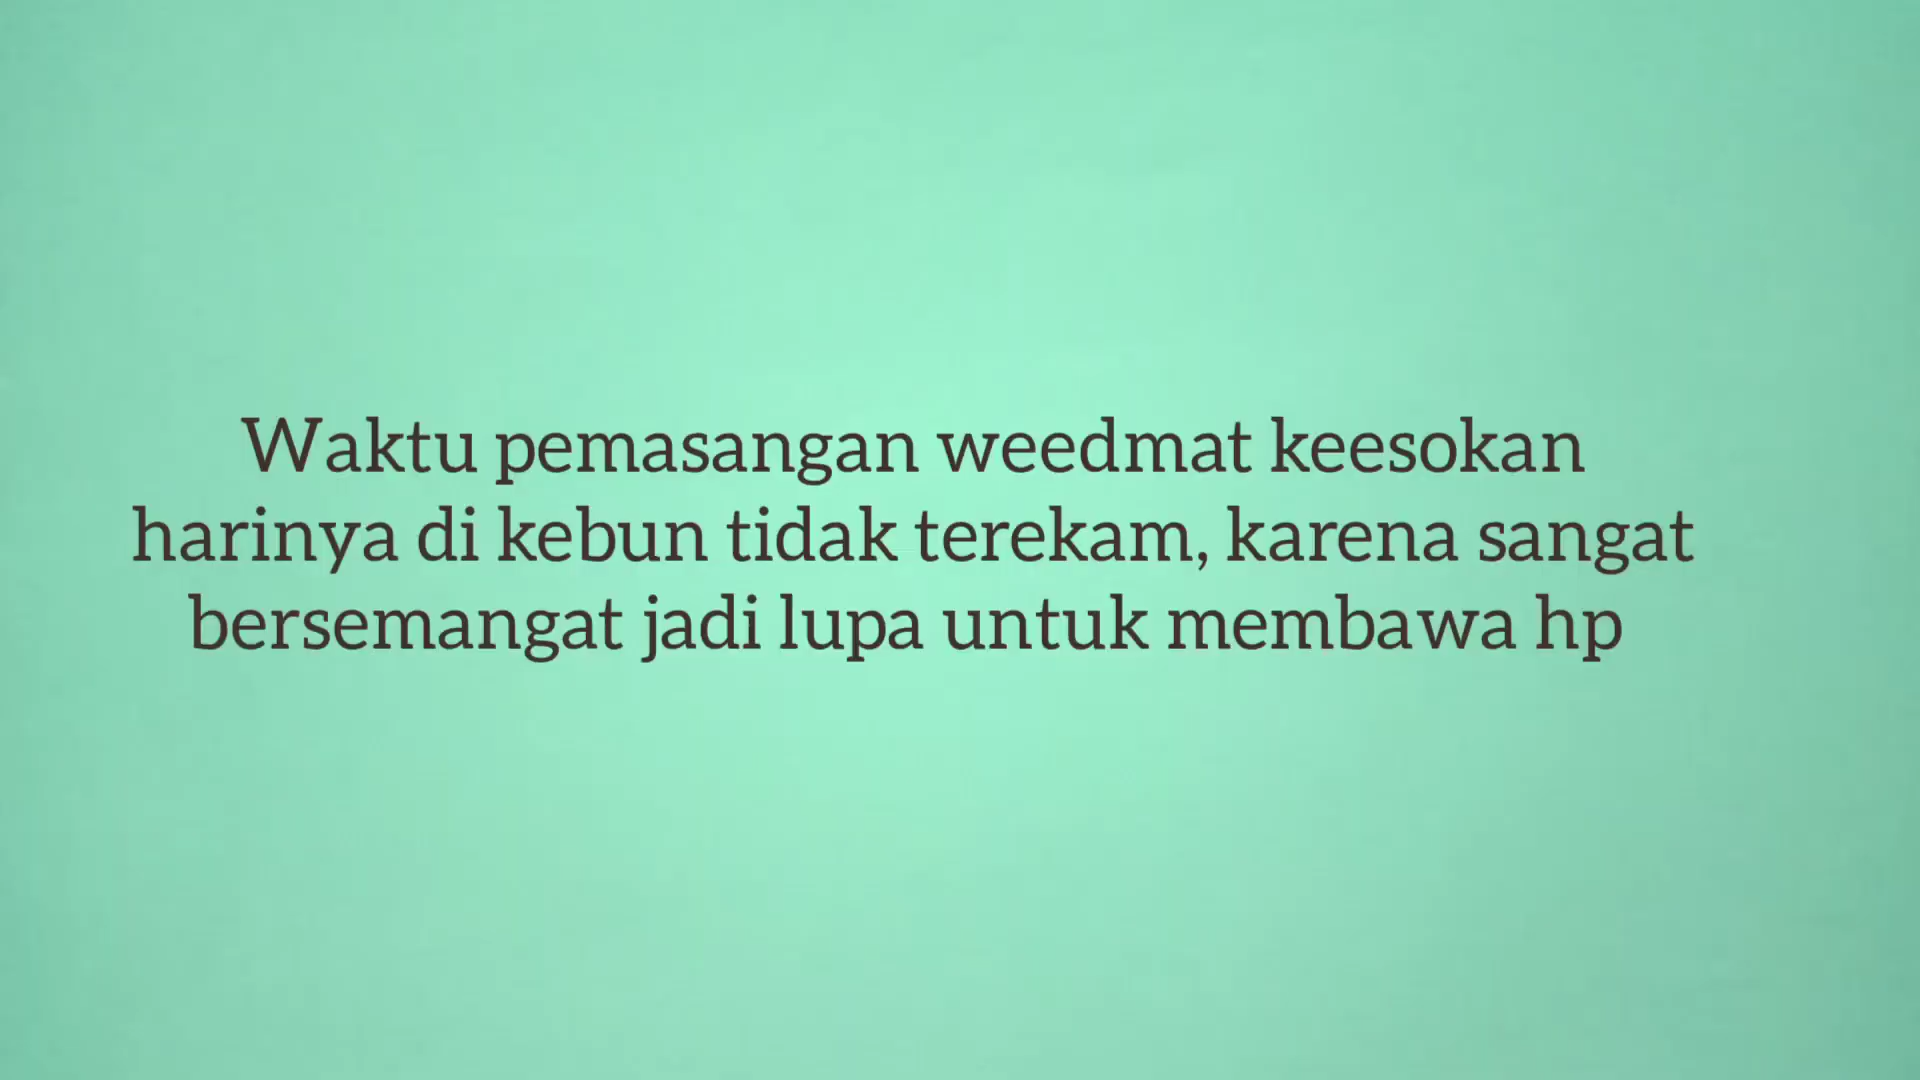 Waktu pemasangan weedmat keesokan
harinya di kebun tidak terekam, karena sangat
bersemangat jadi lupa untuk membawa hp